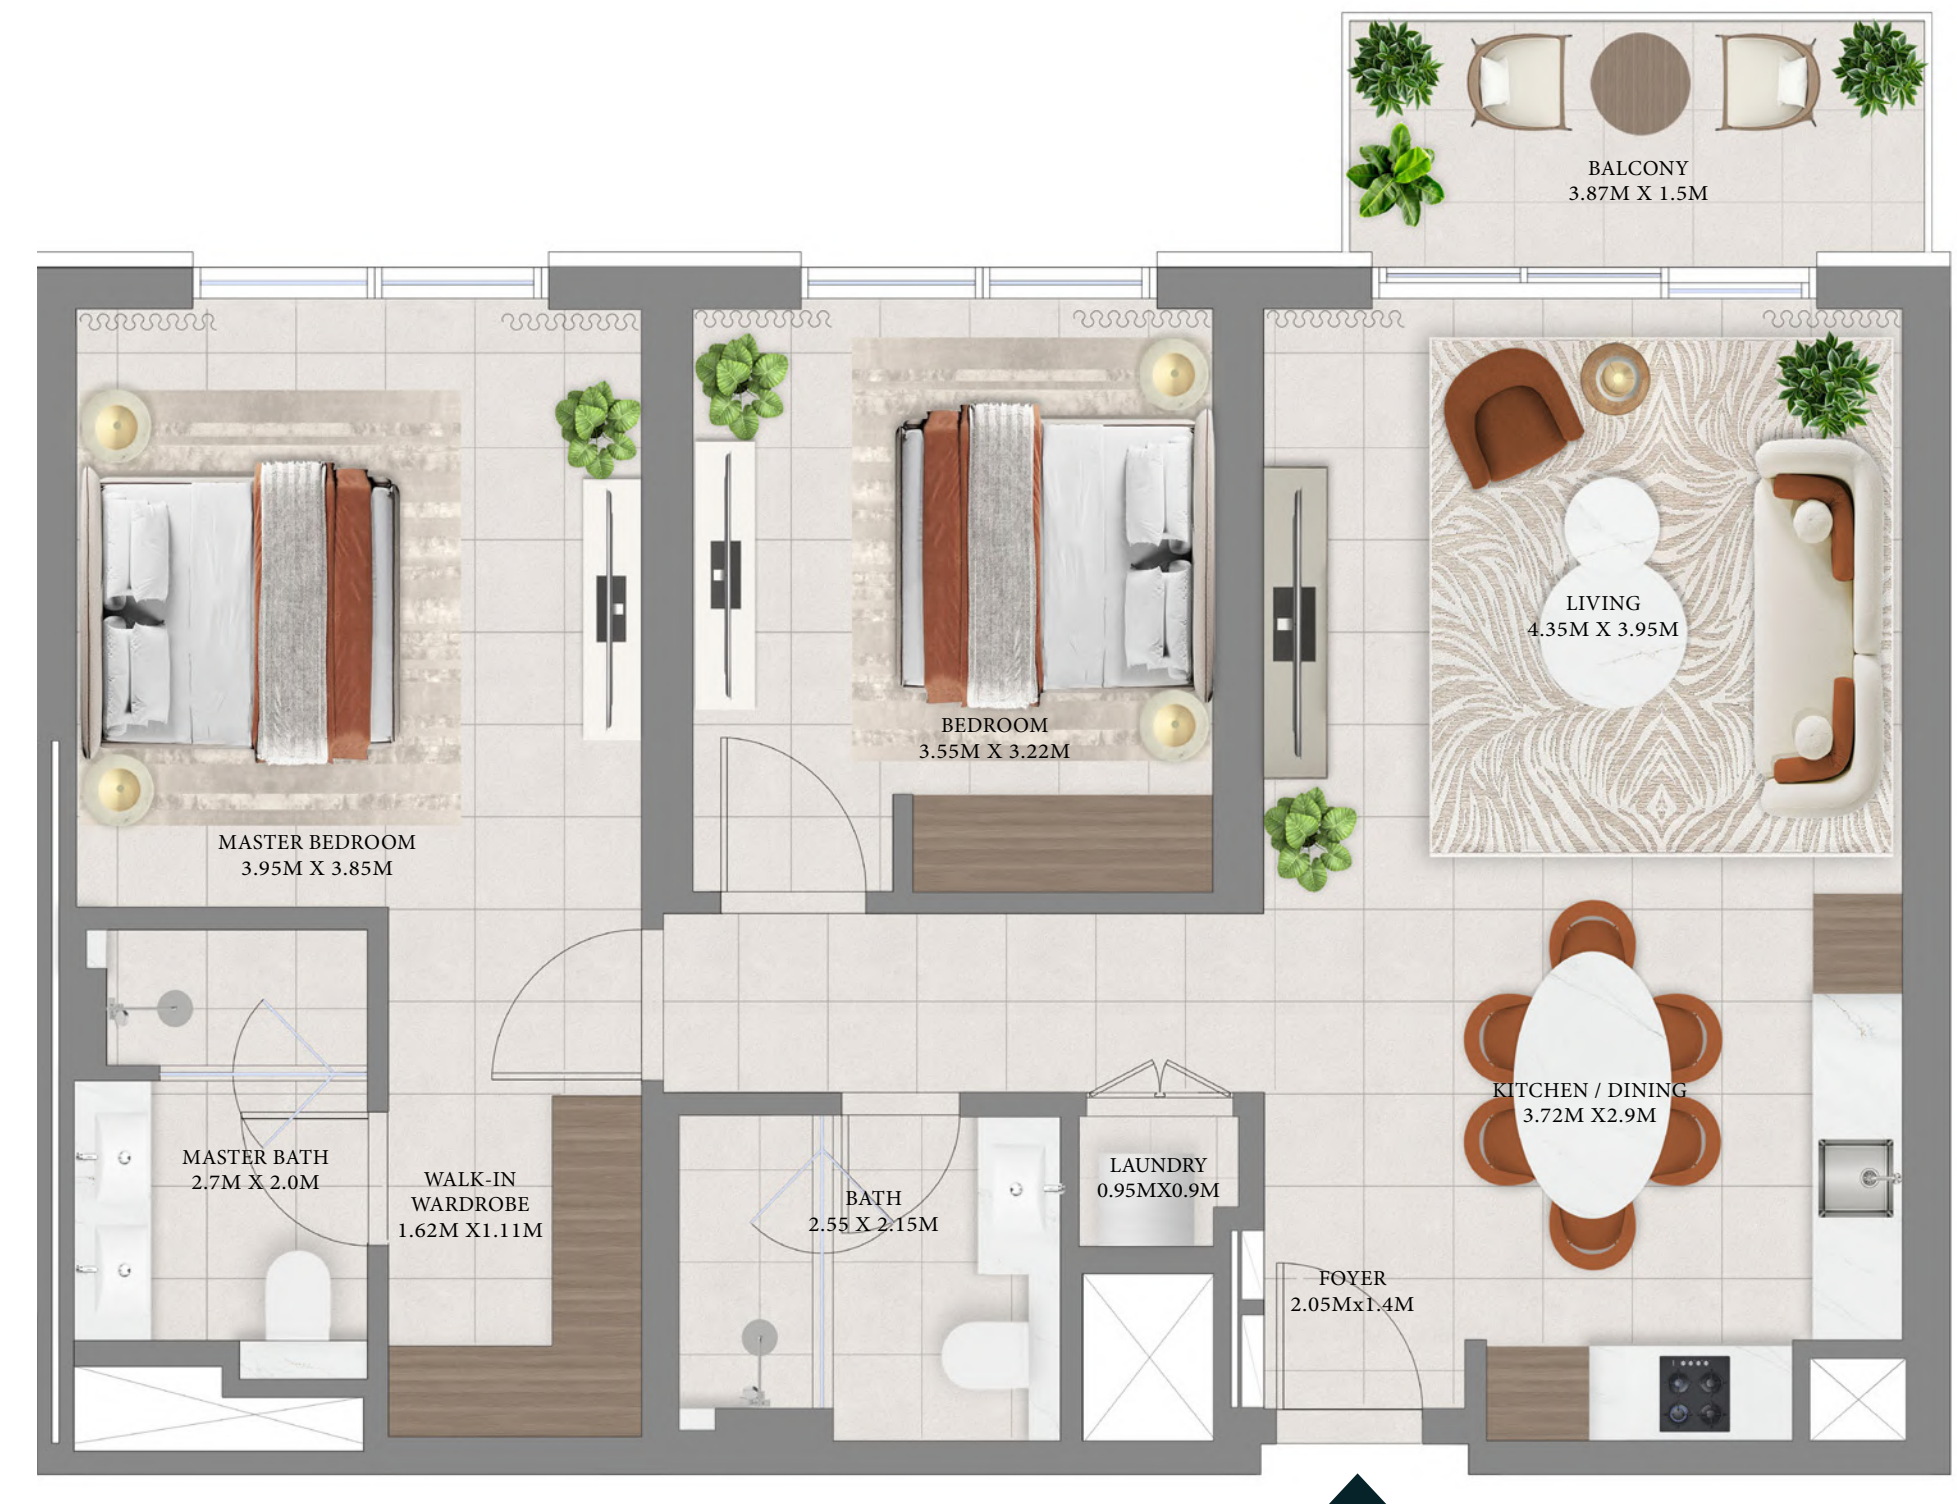 BALCONY
3.87M X 1.5M
LIVING
4.35M X 3.95M
BEDROOM
3.55M X 3.22M
MASTER BEDROOM
3.95M X 3.85M
KITCHEN / DINING
3.72M X2.9M
MASTER BATH
2.7M X 2.0M
WALK-IN
WARDROBE
1.62M X1.11M
BATH
2.55 X 2.15M
LAUNDRY
0.95MX0.9M
FOYER
2.05Mx1.4M